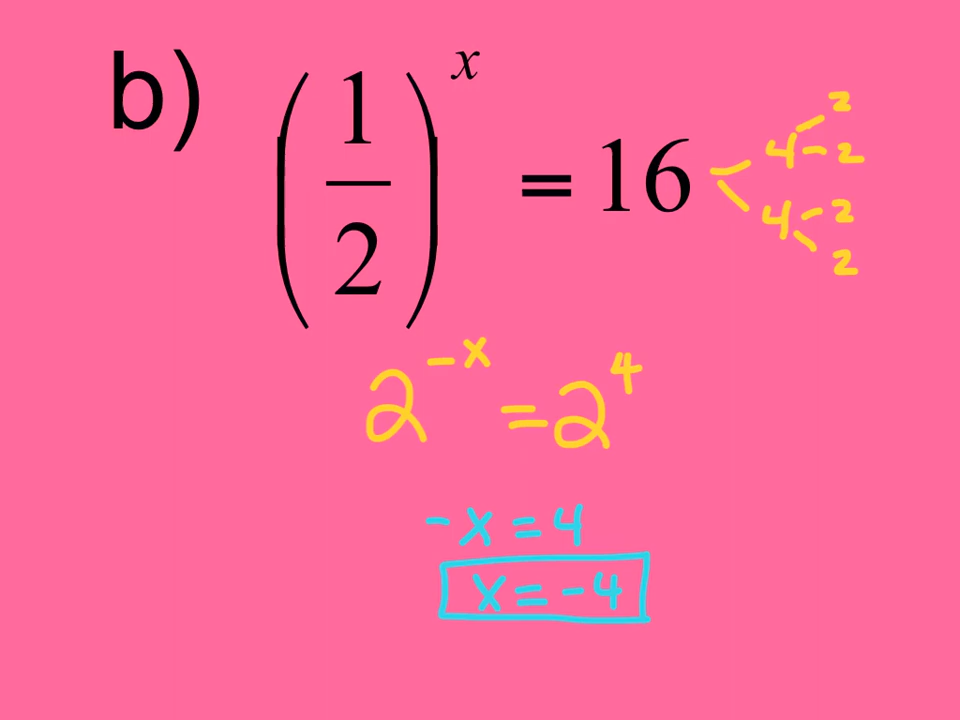 b) (1/2)^x = 16
4 2
2
4 2
2
2^-x = 2^4
-x = 4
x = -4